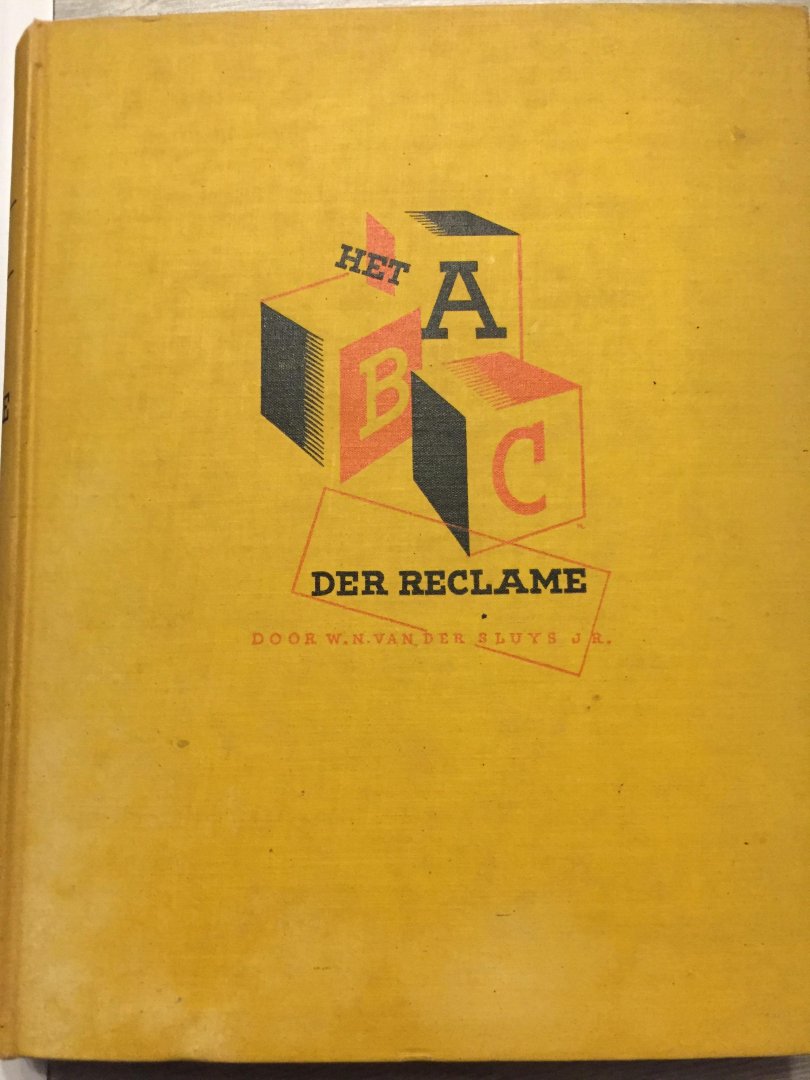 HET
A
B
C
DER RECLAME
DOOR W.N. VAN DER SLUYS JR.